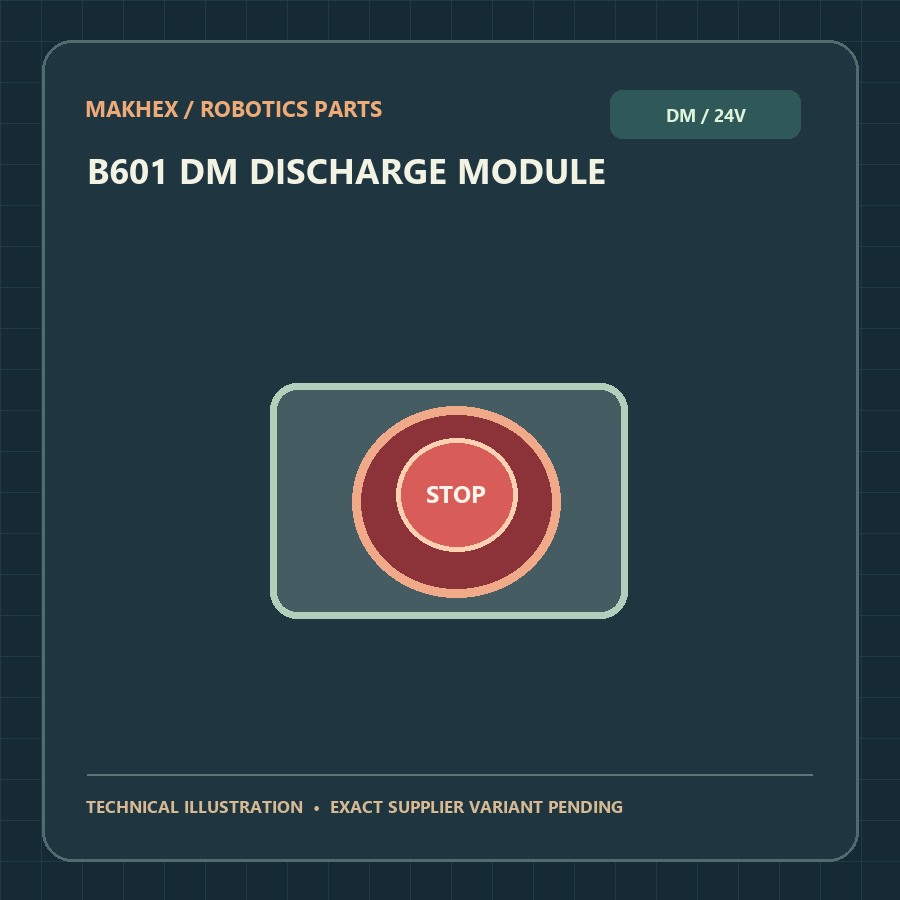 MAKHEX / ROBOTICS PARTS
DM / 24V
B601 DM DISCHARGE MODULE
STOP
TECHNICAL ILLUSTRATION • EXACT SUPPLIER VARIANT PENDING